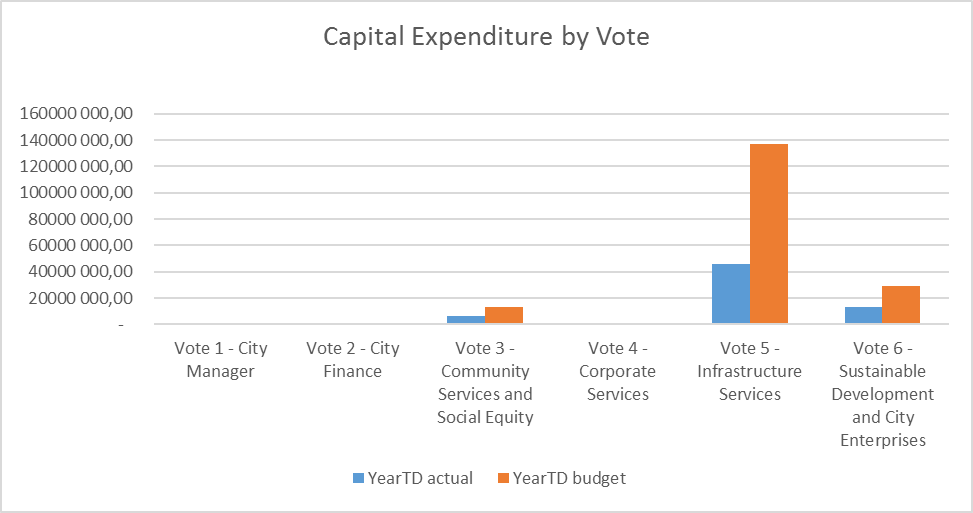 Capital Expenditure by Vote
160000 000,00
140000 000,00
120000 000,00
100000 000,00
80000 000,00
60000 000,00
40000 000,00
20000 000,00
-
Vote 1 - City
Manager
Vote 2 - City
Finance
Vote 3 -
Community
Services and
Social Equity
Vote 4 -
Corporate
Services
Vote 5 -
Infrastructure
Services
Vote 6 -
Sustainable
Development
and City
Enterprises
YearTD actual
YearTD budget